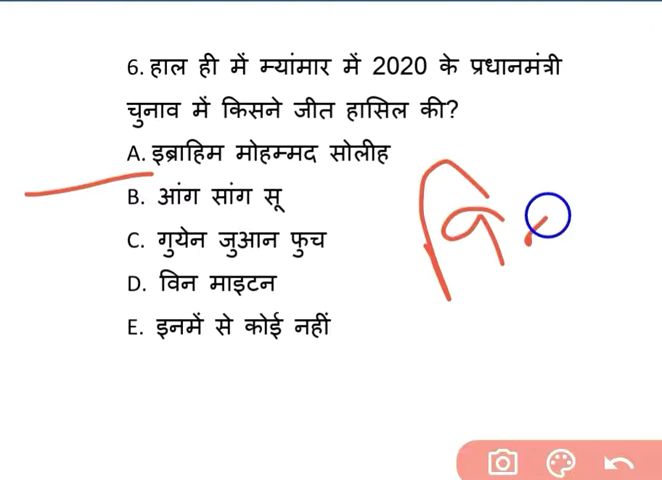 6. हाल ही में म्यांमार में 2020 के प्रधानमंत्री
चुनाव में किसने जीत हासिल की?
A. इब्राहिम मोहम्मद सोलीह
B. आंग सांग सू
C. गुयेन जुआन फुच
D. विन माइटन
E. इनमें से कोई नहीं
वि